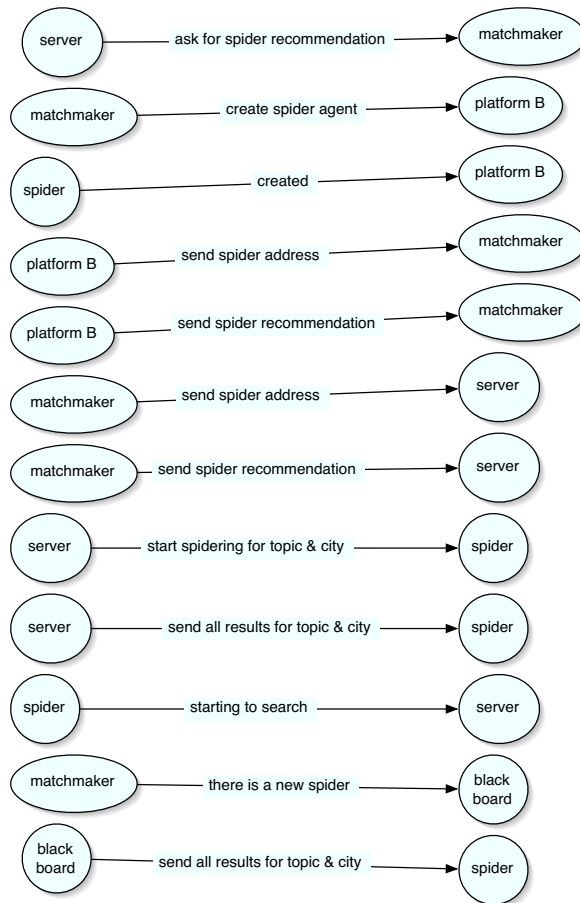 server ask for spider recommendation matchmaker
matchmaker create spider agent platform B
spider created platform B
platform B send spider address matchmaker
platform B send spider recommendation matchmaker
matchmaker send spider address server
matchmaker send spider recommendation server
server start spidering for topic & city spider
server send all results for topic & city spider
spider starting to search server
matchmaker there is a new spider black
board
black
board send all results for topic & city spider